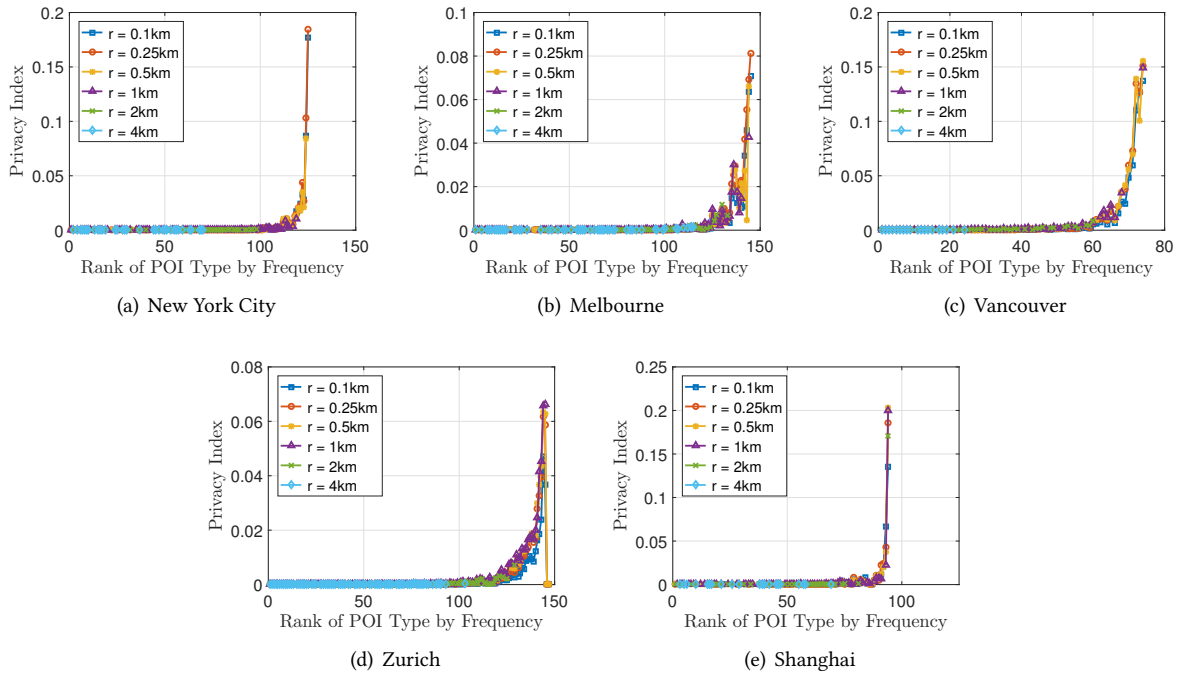 0.2
0.15
0.1
0.05
0
Privacy Index
r = 0.1km
r = 0.25km
r = 0.5km
r = 1km
r = 2km
r = 4km
0 50 100 150
Rank of POI Type by Frequency
(a) New York City
0.1
0.08
0.06
0.04
0.02
0
Privacy Index
r = 0.1km
r = 0.25km
r = 0.5km
r = 1km
r = 2km
r = 4km
0 50 100 150
Rank of POI Type by Frequency
(b) Melbourne
0.2
0.15
0.1
0.05
0
Privacy Index
r = 0.1km
r = 0.25km
r = 0.5km
r = 1km
r = 2km
r = 4km
0 20 40 60 80
Rank of POI Type by Frequency
(c) Vancouver
0.08
0.06
0.04
0.02
0
Privacy Index
r = 0.1km
r = 0.25km
r = 0.5km
r = 1km
r = 2km
r = 4km
0 50 100 150
Rank of POI Type by Frequency
(d) Zurich
0.25
0.2
0.15
0.1
0.05
0
Privacy Index
r = 0.1km
r = 0.25km
r = 0.5km
r = 1km
r = 2km
r = 4km
0 50 100
Rank of POI Type by Frequency
(e) Shanghai